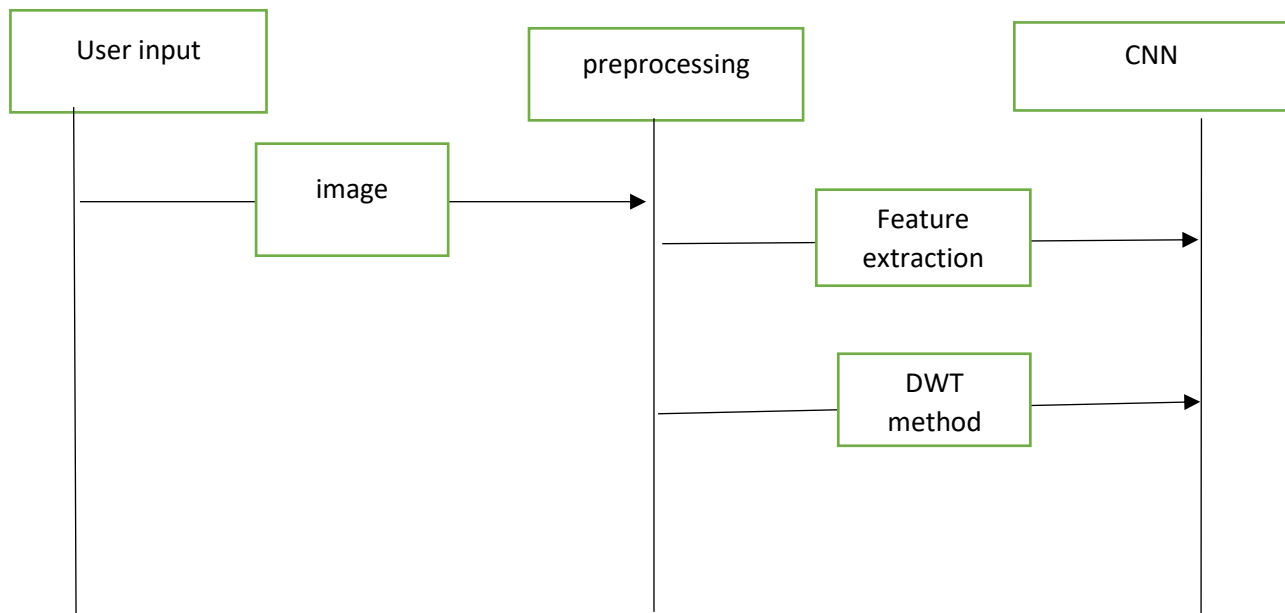 User input
preprocessing
CNN
image
Feature
extraction
DWT
method